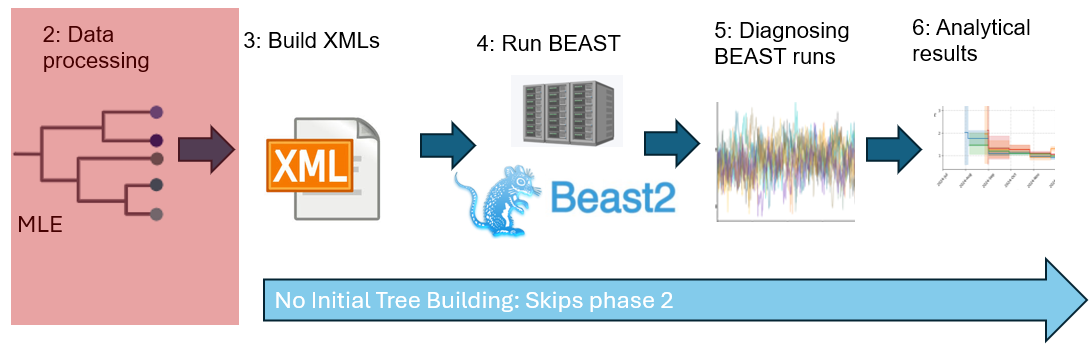 2: Data
processing
3: Build XMLs
4: Run BEAST
5: Diagnosing
BEAST runs
6: Analytical
results
XML
Beast2
MLE
No Initial Tree Building: Skips phase 2